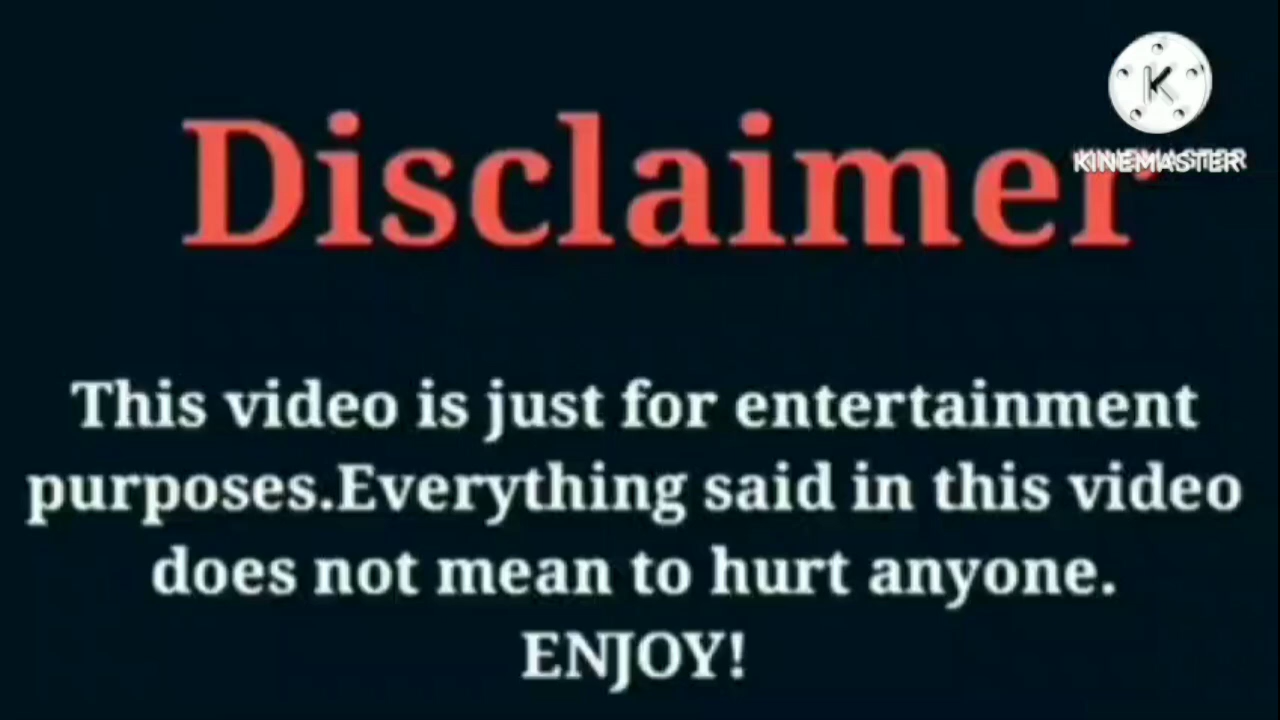 K
KINEMASTER
Disclaimer
This video is just for entertainment
purposes.Everything said in this video
does not mean to hurt anyone.
ENJOY!